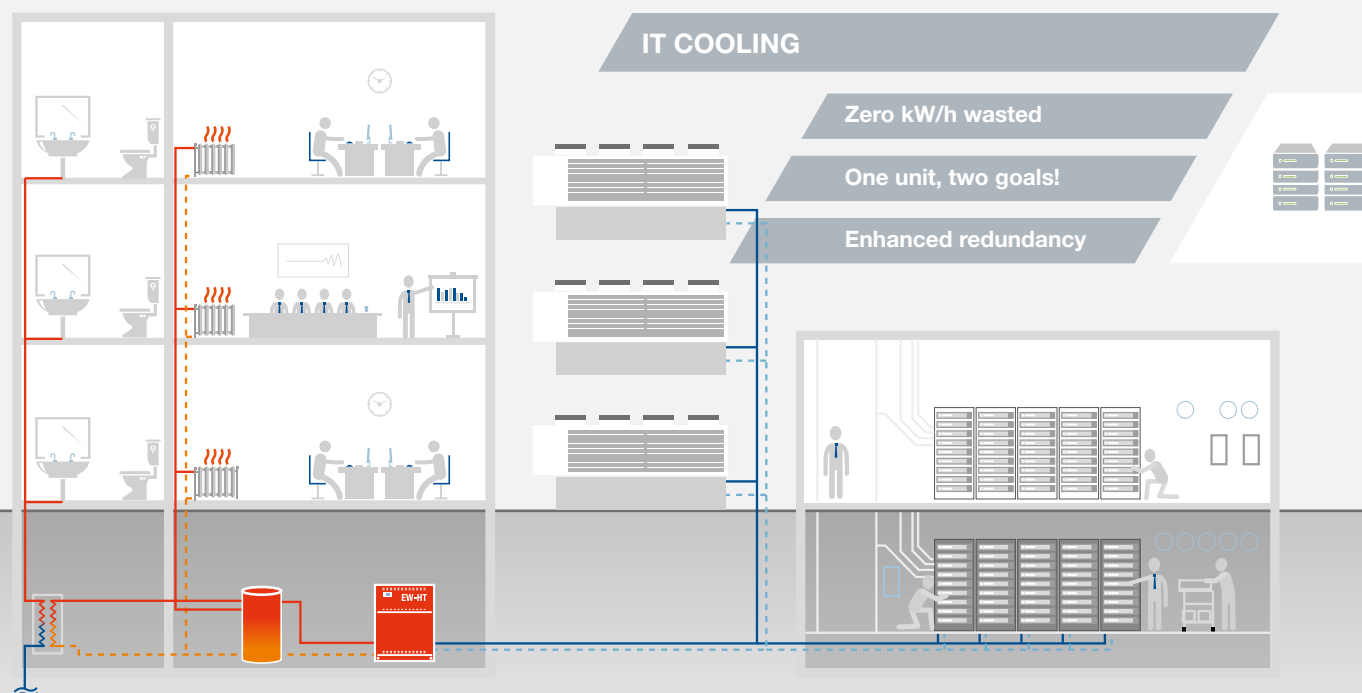 IT COOLING
Zero kW/h wasted
One unit, two goals!
Enhanced redundancy
EW-HT